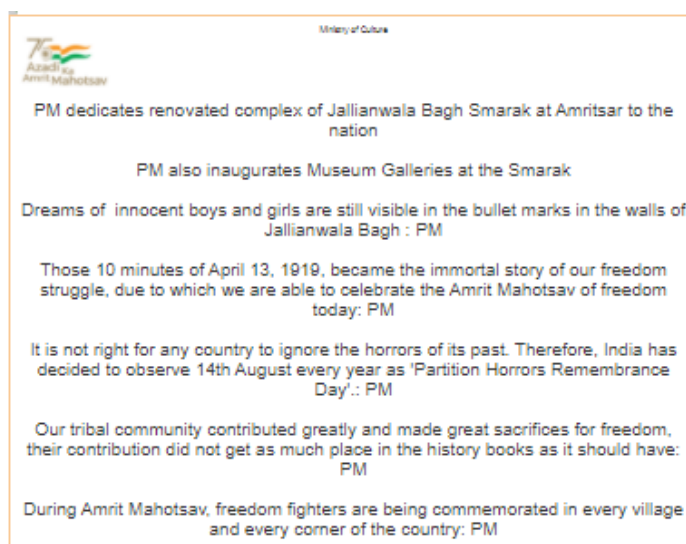 Ministry of Culture
75
Azadi Ka
Amrit Mahotsav
PM dedicates renovated complex of Jallianwala Bagh Smarak at Amritsar to the
nation
PM also inaugurates Museum Galleries at the Smarak
Dreams of innocent boys and girls are still visible in the bullet marks in the walls of
Jallianwala Bagh : PM
Those 10 minutes of April 13, 1919, became the immortal story of our freedom
struggle, due to which we are able to celebrate the Amrit Mahotsav of freedom
today: PM
It is not right for any country to ignore the horrors of its past. Therefore, India has
decided to observe 14th August every year as 'Partition Horrors Remembrance
Day'.: PM
Our tribal community contributed greatly and made great sacrifices for freedom,
their contribution did not get as much place in the history books as it should have:
PM
During Amrit Mahotsav, freedom fighters are being commemorated in every village
and every corner of the country: PM